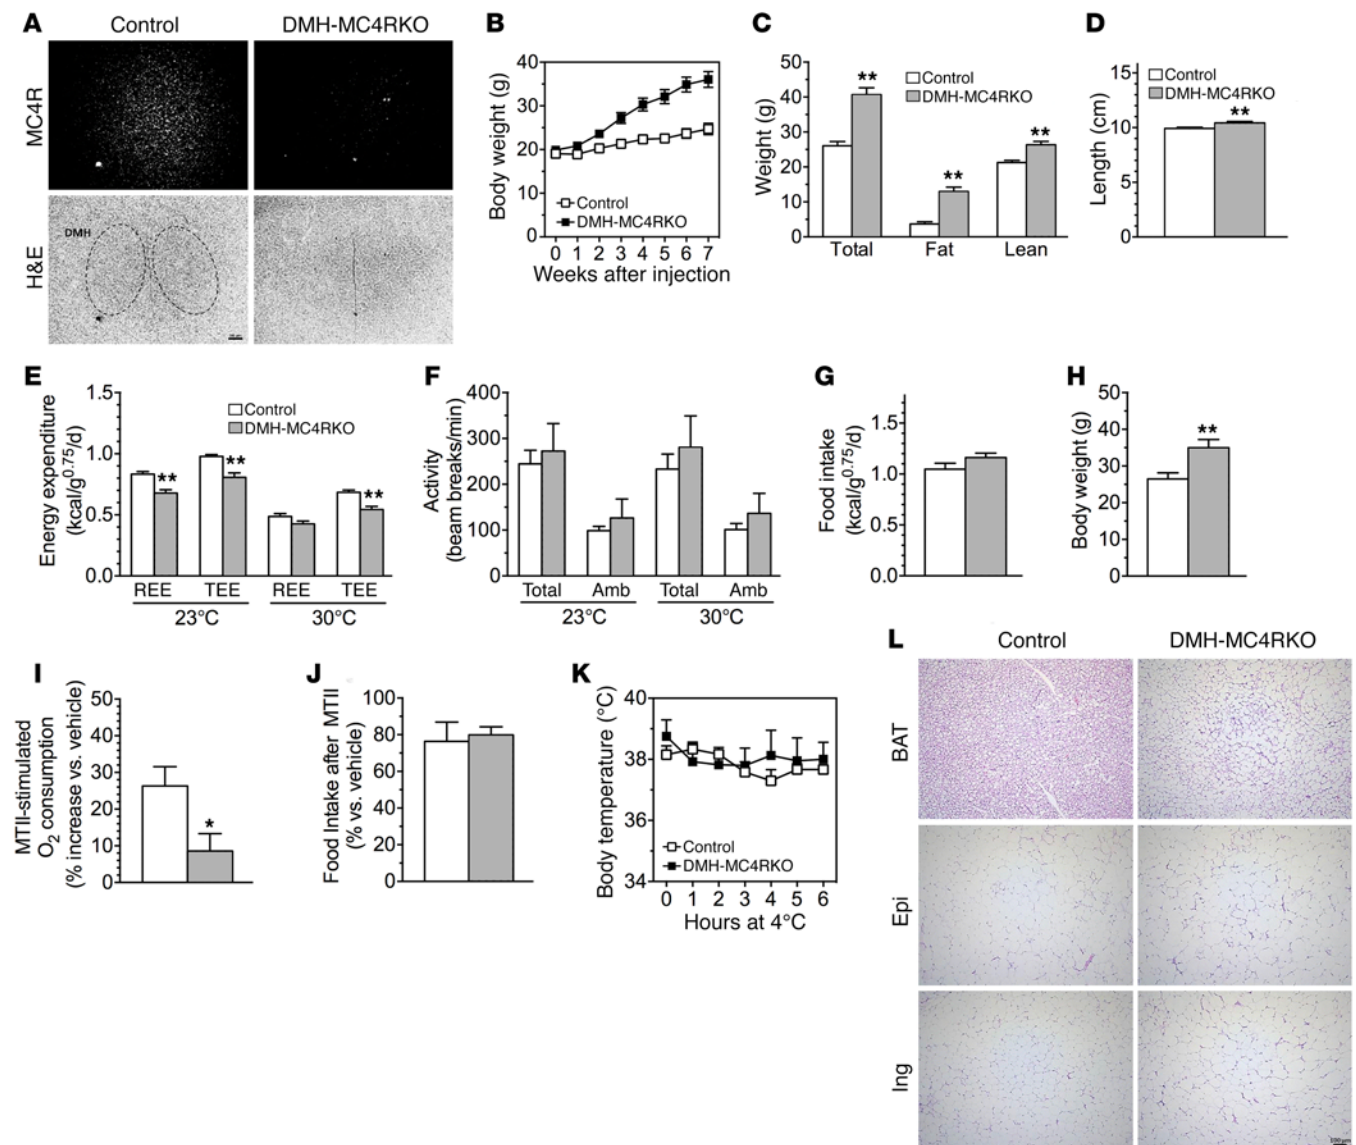 A
Control
DMH-MC4RKO
MC4R
H&E
DMH
B
Body weight (g)
40
30
20
10
0
Control
DMH-MC4RKO
0 1 2 3 4 5 6 7
Weeks after injection
C
Weight (g)
50
40
30
20
10
0
Control
DMH-MC4RKO
**
**
**
Total Fat Lean
D
Length (cm)
15
10
5
0
Control
DMH-MC4RKO
**
E
Energy expenditure
(kcal/g0.75/d)
1.5
1.0
0.5
0.0
Control
DMH-MC4RKO
**
**
**
REE TEE REE TEE
23°C 30°C
F
Activity
(beam breaks/min)
400
300
200
100
0
Total Amb Total Amb
23°C 30°C
G
Food intake
(kcal/g0.75/d)
1.5
1.0
0.5
0.0
H
Body weight (g)
50
40
30
20
10
0
**
I
MTII-stimulated
O2 consumption
(% increase vs. vehicle)
50
40
30
20
10
0
*
J
Food Intake after MTII
(% vs. vehicle)
100
80
60
40
20
0
K
Body temperature (°C)
40
38
36
34
Control
DMH-MC4RKO
0 1 2 3 4 5 6
Hours at 4°C
L
Control
DMH-MC4RKO
BAT
Epi
Ing